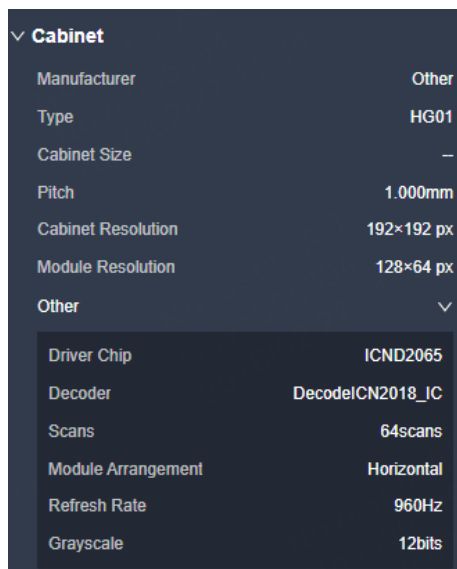 Cabinet
Manufacturer Other
Type HG01
Cabinet Size --
Pitch 1.000mm
Cabinet Resolution 192×192 px
Module Resolution 128×64 px
Other
Driver Chip ICND2065
Decoder DecodeICN2018_IC
Scans 64scans
Module Arrangement Horizontal
Refresh Rate 960Hz
Grayscale 12bits